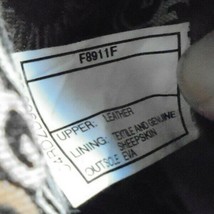 F8911F
UPPER: LEATHER
LINING: TEXTILE AND GENUINE
SHEEPSKIN
OUTSOLE EVA